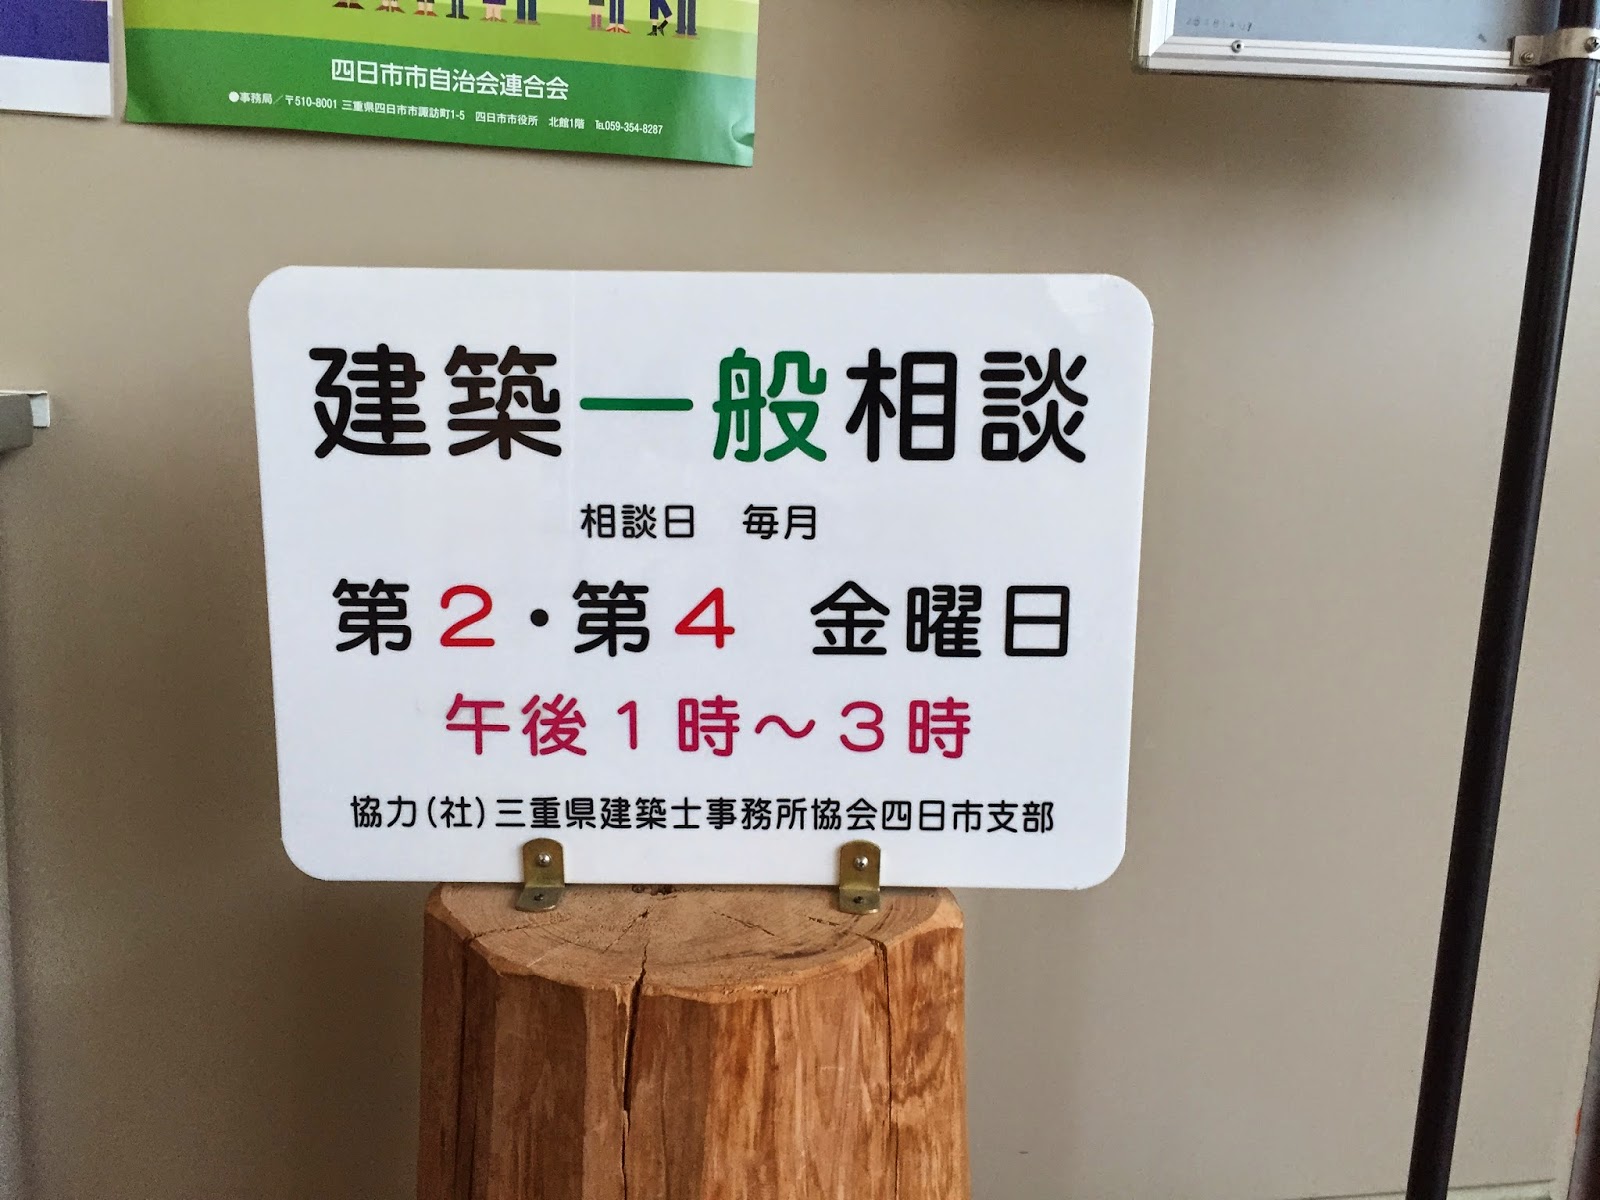 四日市市自治会連合会
●事務局／〒510-8001 三重県四日市市諏訪町1-5 四日市市役所 北館1階 ℡059-354-8287
建築一般相談
相談日 毎月
第2・第4 金曜日
午後1時〜3時
協力(社)三重県建築士事務所協会四日市支部